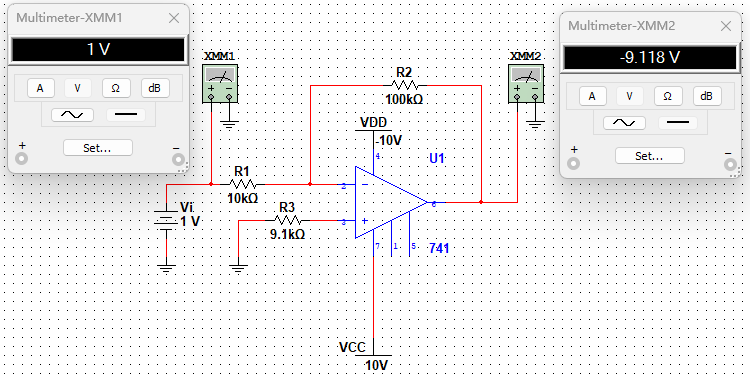 Multimeter-XMM1
1 V
A V Ω dB
Set...
+ −
XMM1
XMM2
Multimeter-XMM2
-9.118 V
A V Ω dB
Set...
+ −
R2
100kΩ
VDD
-10V
4
U1
R1
10kΩ
2
6
R3
9.1kΩ
3
7
1
5
741
Vi
1 V
VCC
10V